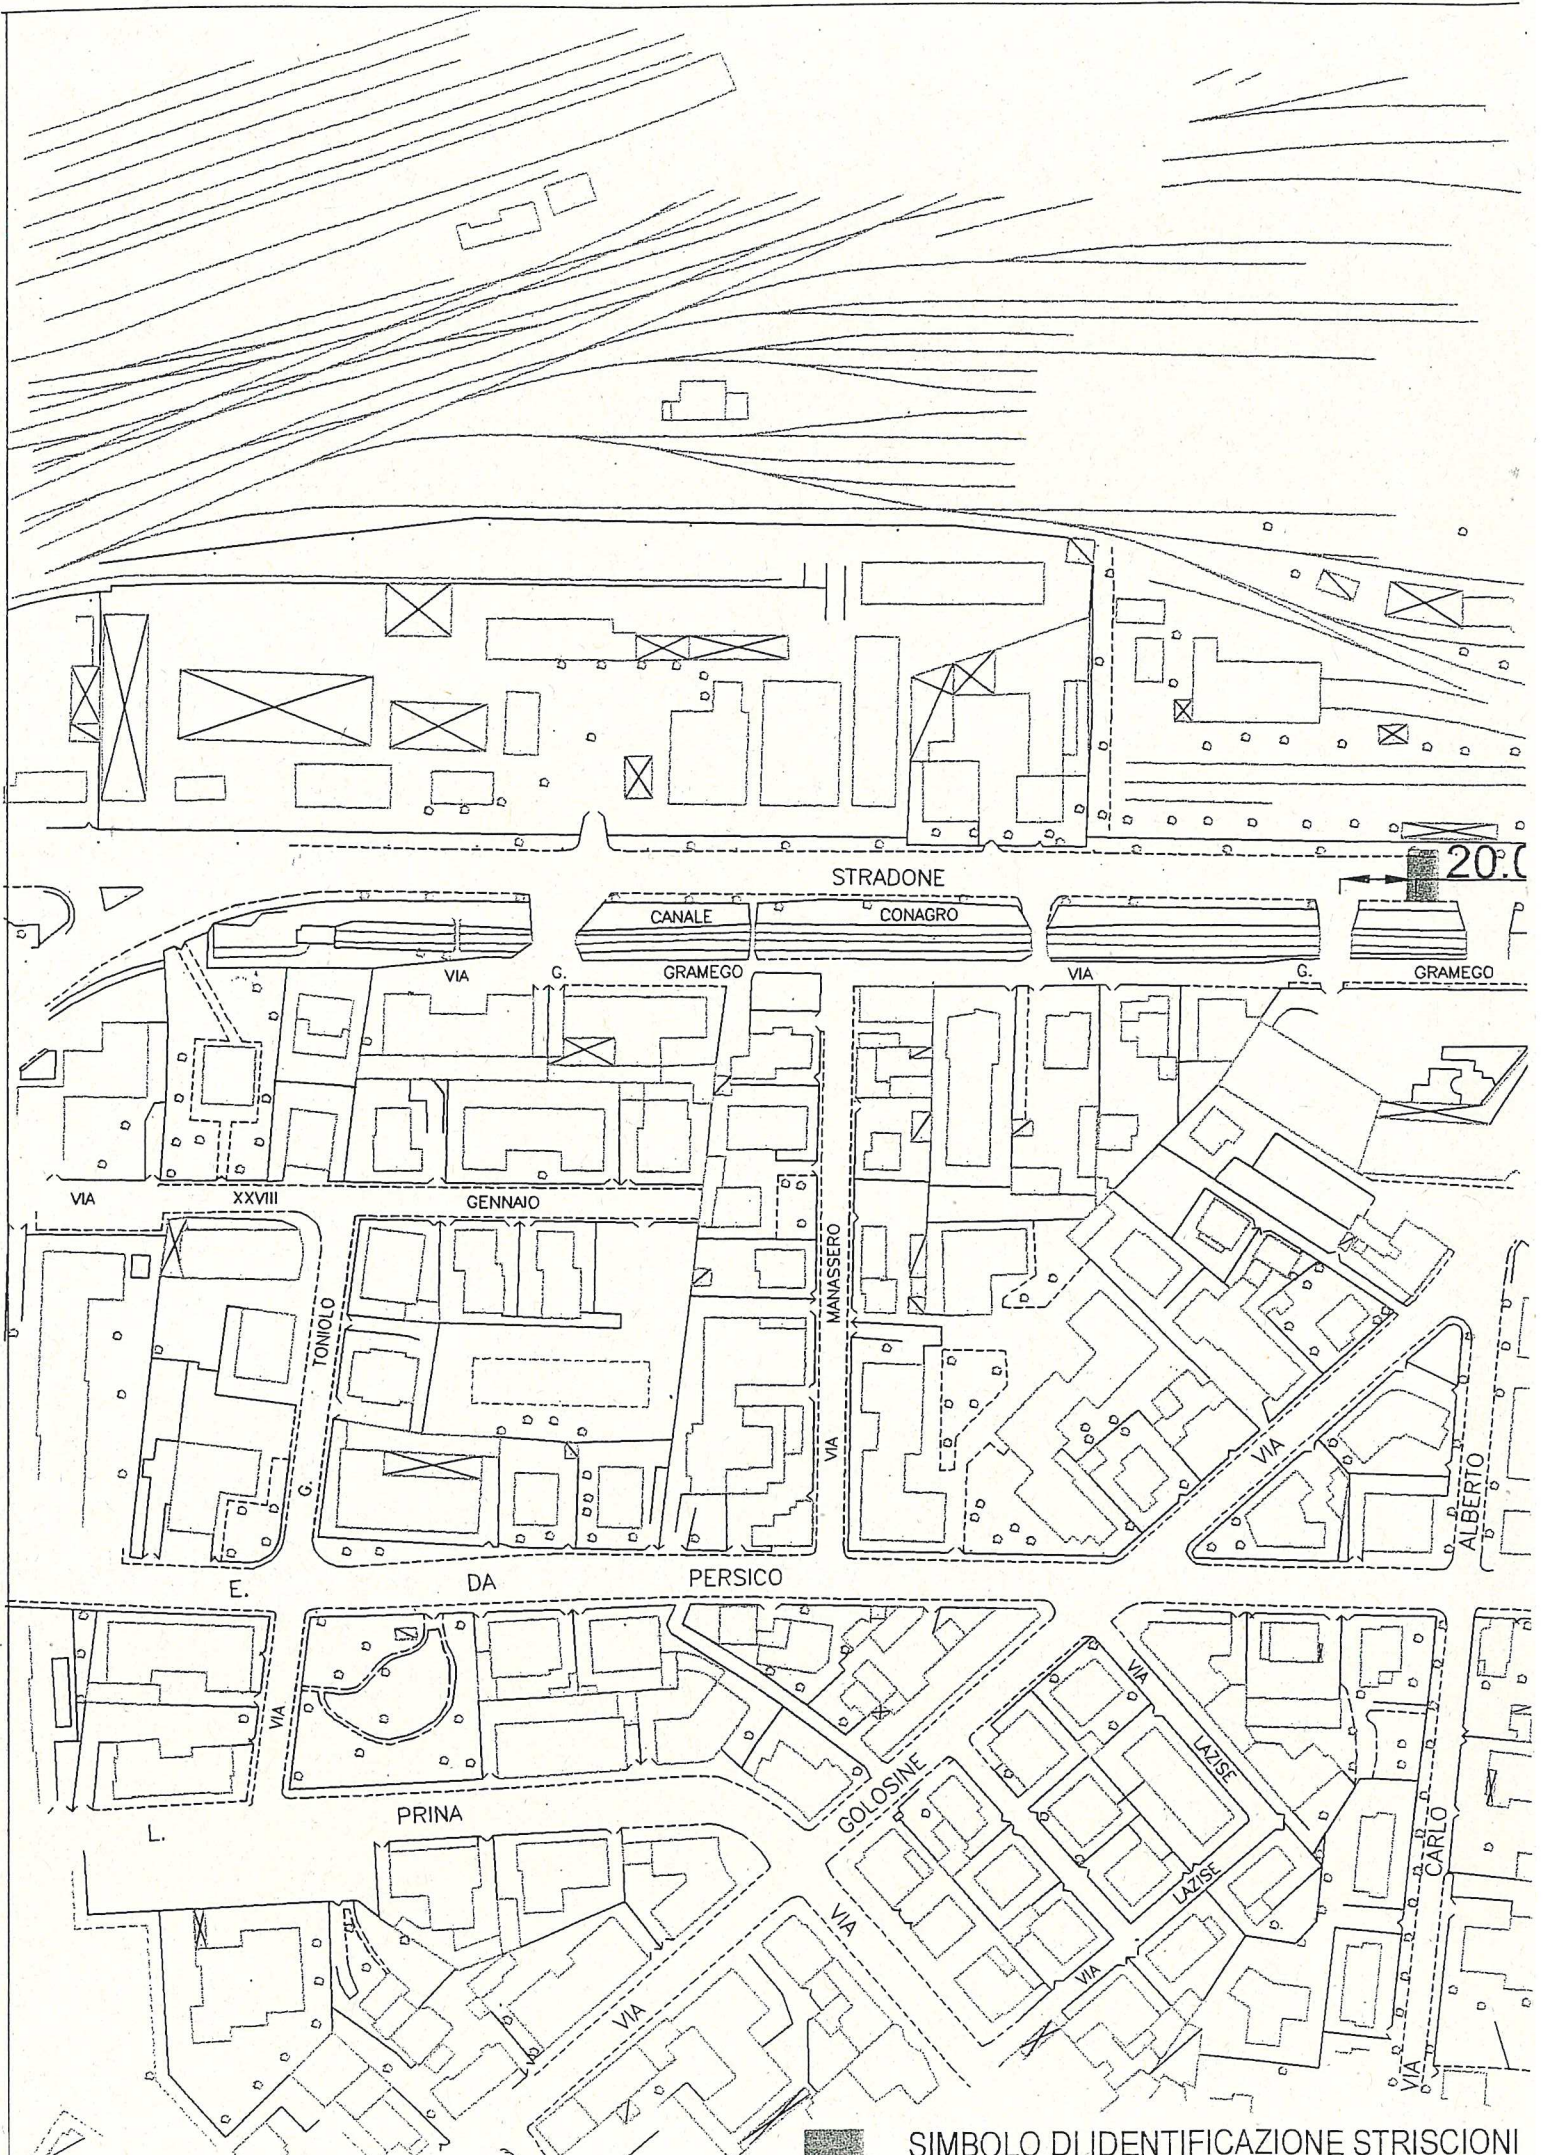 STRADONE
20.0
CANALE CONAGRO
VIA G. GRAMEGO VIA G. GRAMEGO
VIA XXVIII GENNAIO
MANASSERO
VIA
G. TONIOLO
VIA
ALBERTO
E. DA PERSICO
VIA
VIA
LAZISE
GOLOSINE
PRINA
L.
CARLO
LAZISE
VIA
VIA
VIA
VIA
SIMBOLO DI IDENTIFICAZIONE STRISCIONI